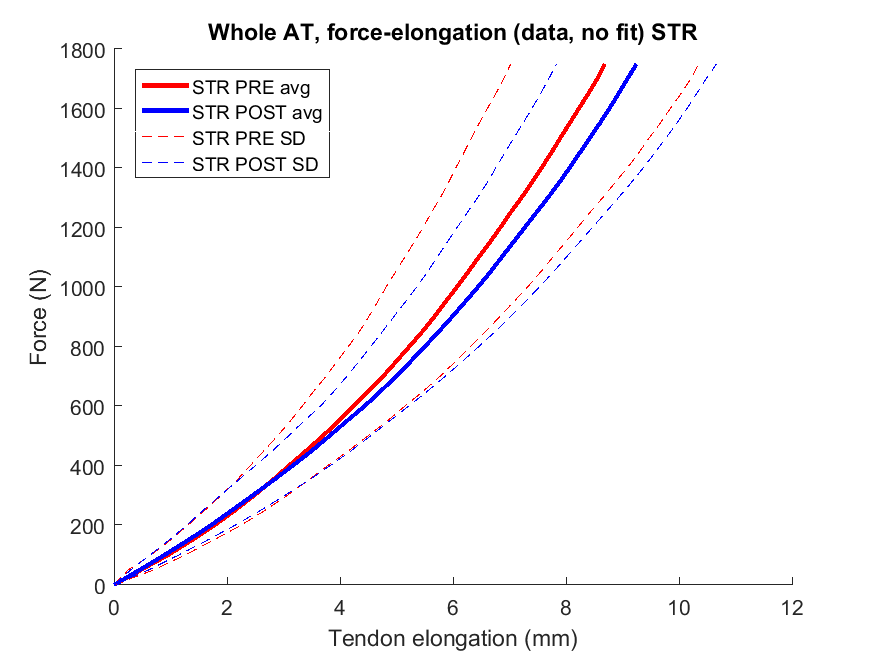 Whole AT, force-elongation (data, no fit) STR
1800
1600
1400
1200
1000
800
600
400
200
0
Force (N)
STR PRE avg
STR POST avg
STR PRE SD
STR POST SD
0 2 4 6 8 10 12
Tendon elongation (mm)